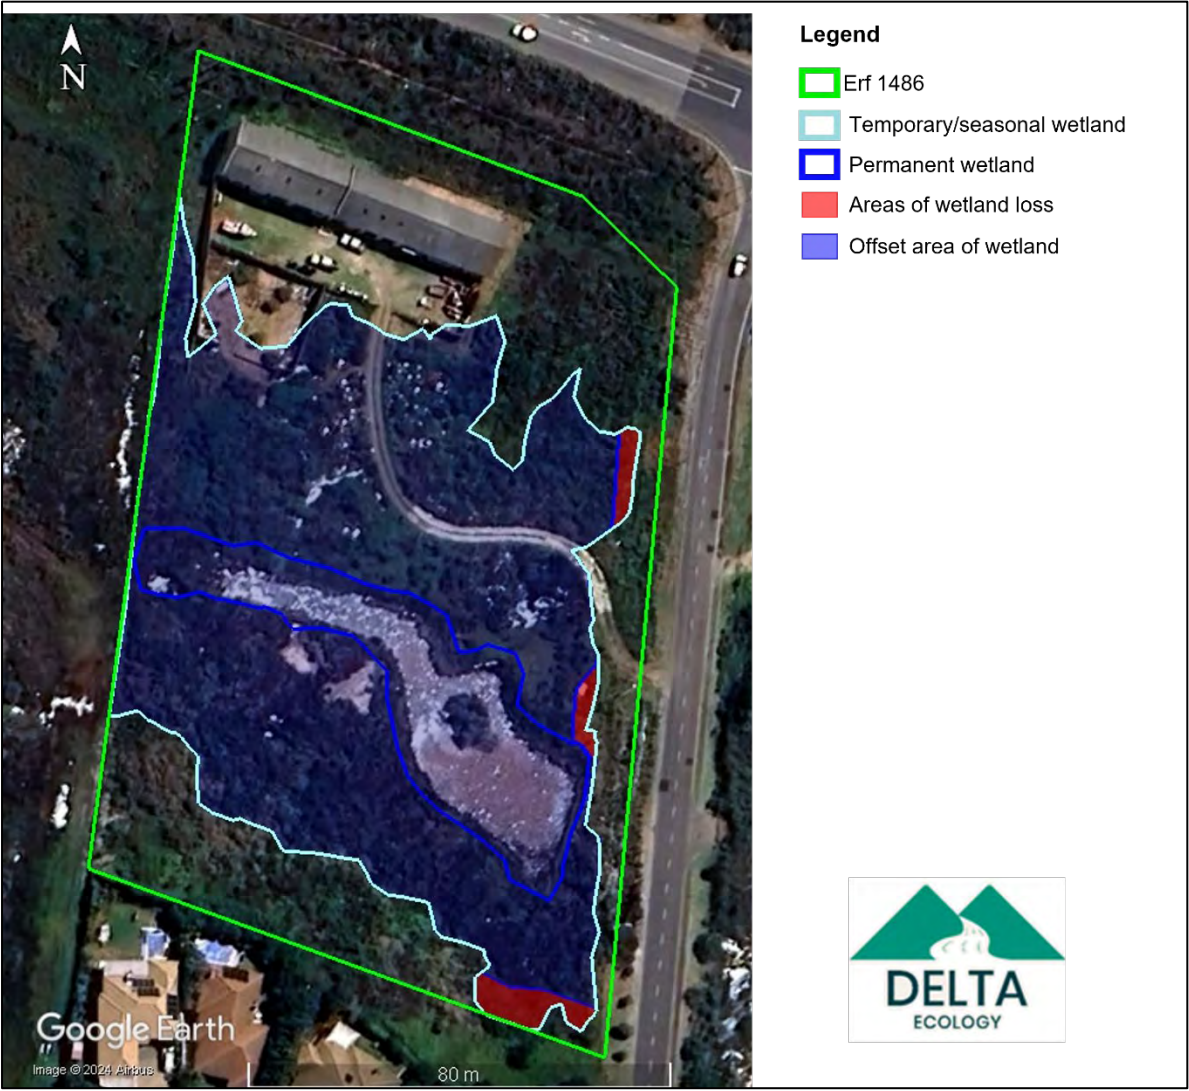 N
Legend
Erf 1486
Temporary/seasonal wetland
Permanent wetland
Areas of wetland loss
Offset area of wetland
DELTA
ECOLOGY
Google Earth
Image © 2024 Airbus
80 m